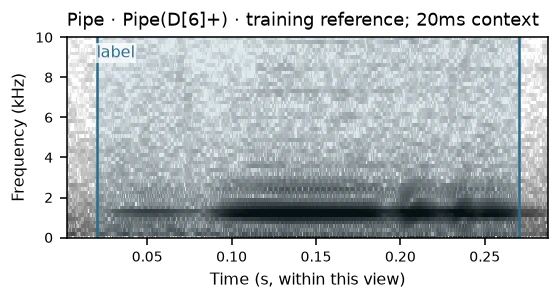 Pipe · Pipe(D[6]+) · training reference; 20ms context
label
10
8
6
4
2
0
Frequency (kHz)
0.05 0.10 0.15 0.20 0.25
Time (s, within this view)